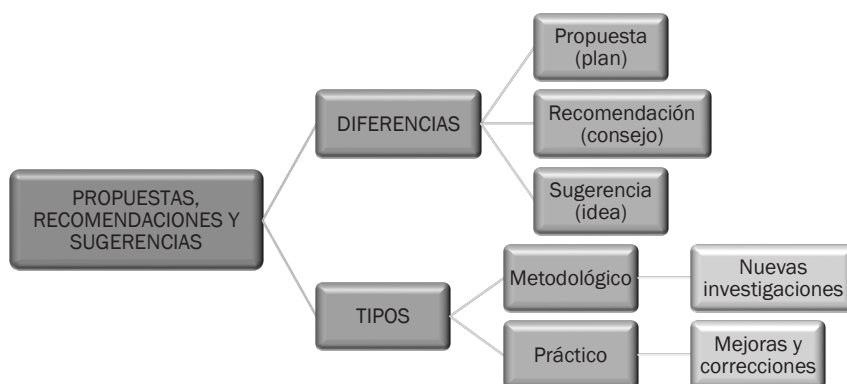 PROPUESTAS,
RECOMENDACIONES Y
SUGERENCIAS
DIFERENCIAS
Propuesta
(plan)
Recomendación
(consejo)
Sugerencia
(idea)
TIPOS
Metodológico
Nuevas
investigaciones
Práctico
Mejoras y
correcciones